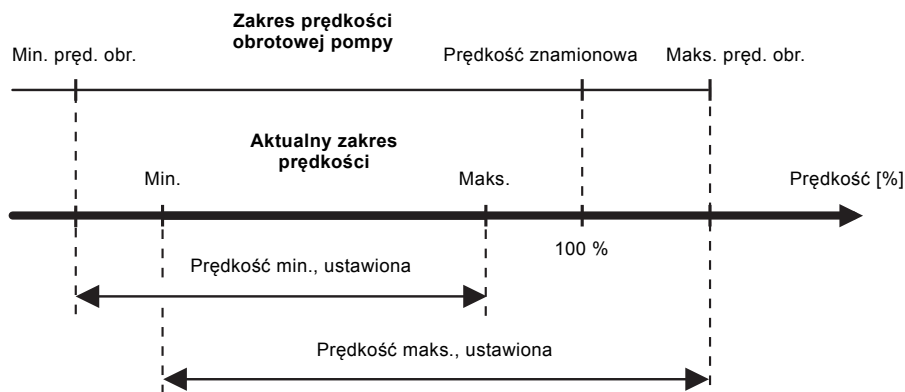 Zakres prędkości
obrotowej pompy
Min. pręd. obr.
Prędkość znamionowa
Maks. pręd. obr.
Aktualny zakres
prędkości
Min.
Maks.
Prędkość [%]
100 %
Prędkość min., ustawiona
Prędkość maks., ustawiona